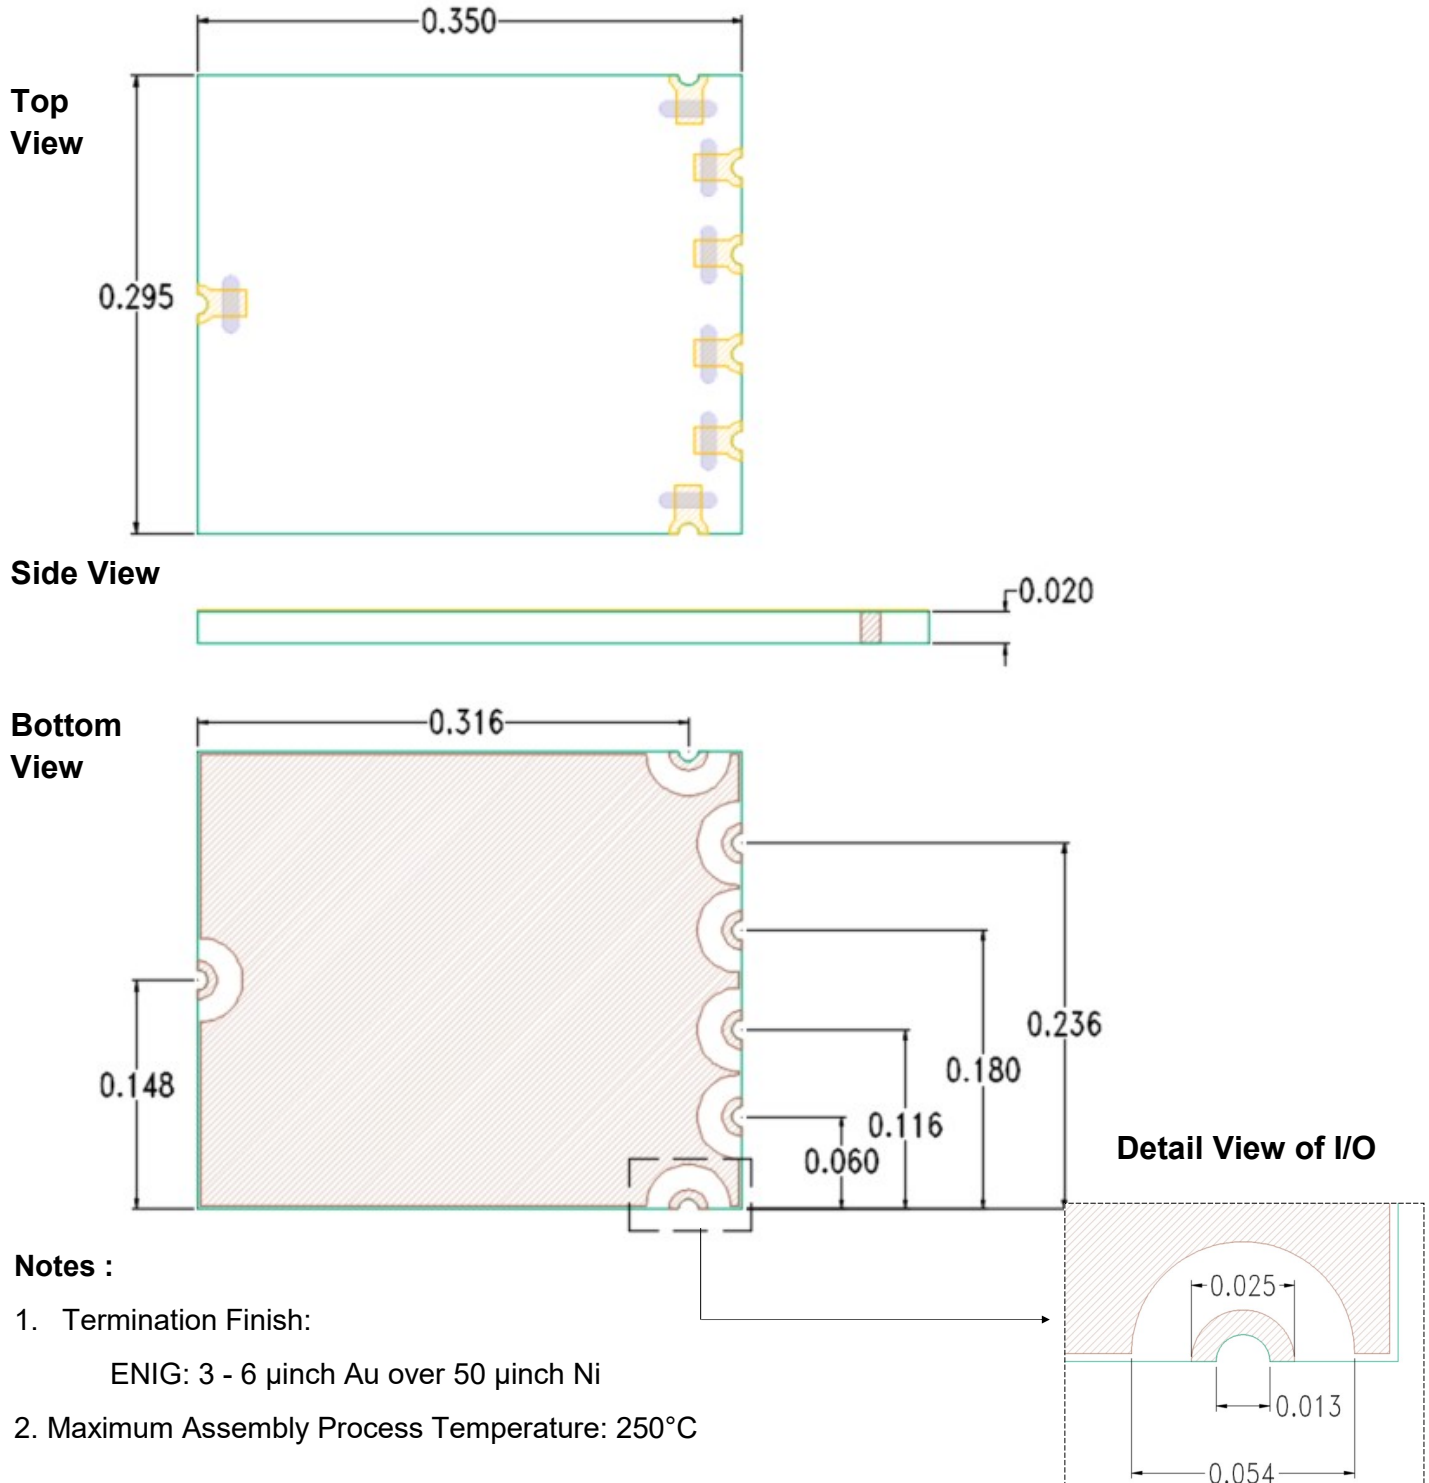 0.350
Top
View
0.295
Side View
0.020
Bottom
View
0.316
0.148
0.236
0.180
0.116
0.060
Detail View of I/O
0.025
0.013
0.054
Notes :
1. Termination Finish:
ENIG: 3 - 6 µinch Au over 50 µinch Ni
2. Maximum Assembly Process Temperature: 250°C